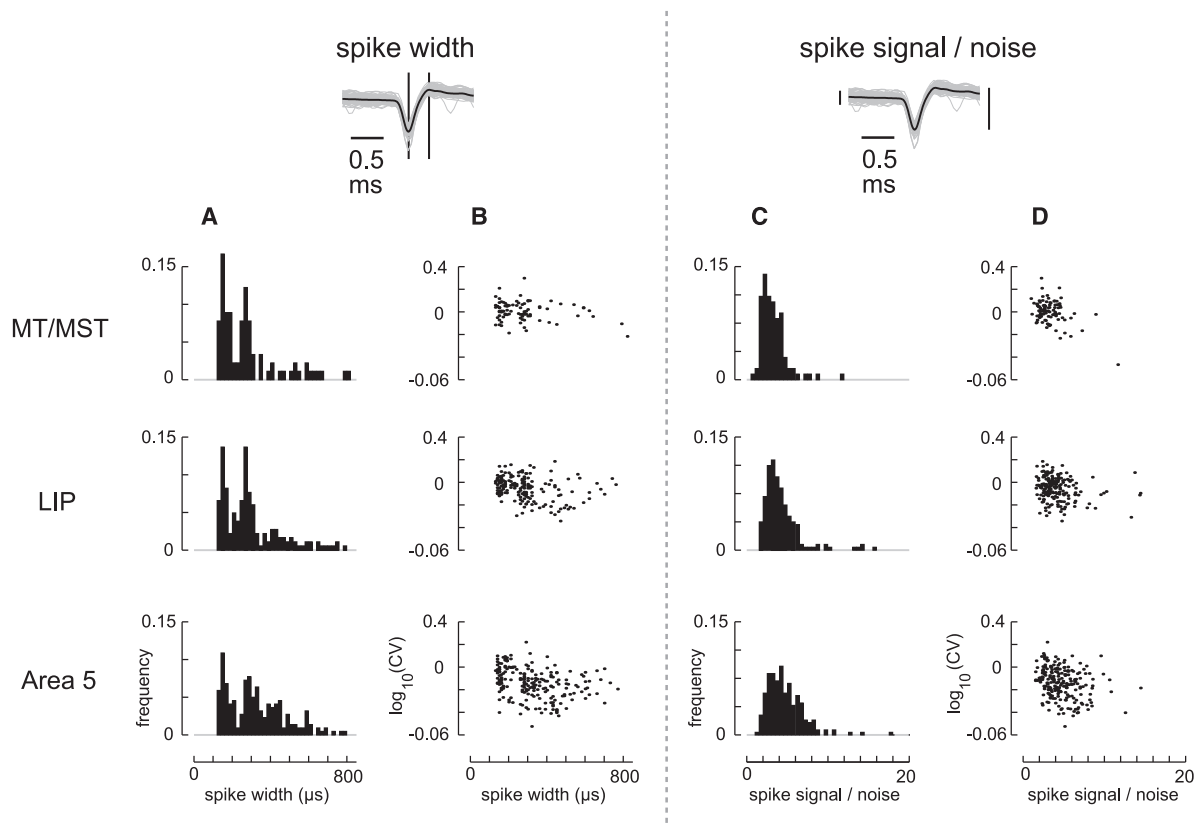 spike width
spike signal / noise
0.5
ms
0.5
ms
A
B
C
D
MT/MST
0.15
0
0.4
0
-0.06
0.15
0
0.4
0
-0.06
LIP
0.15
0
0.4
0
-0.06
0.15
0
0.4
0
-0.06
Area 5
frequency
0.15
0
log10(CV)
0.4
0
-0.06
frequency
0.15
0
log10(CV)
0.4
0
-0.06
0
800
0
800
0
20
0
20
spike width (μs)
spike width (μs)
spike signal / noise
spike signal / noise